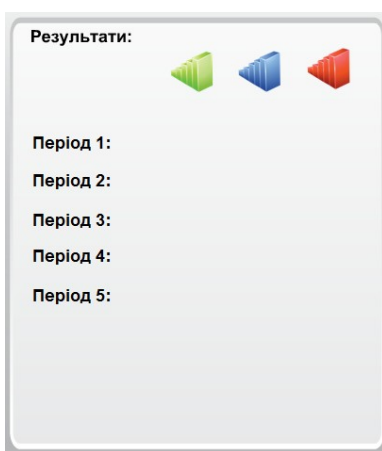 Результати:
Період 1:
Період 2:
Період 3:
Період 4:
Період 5: